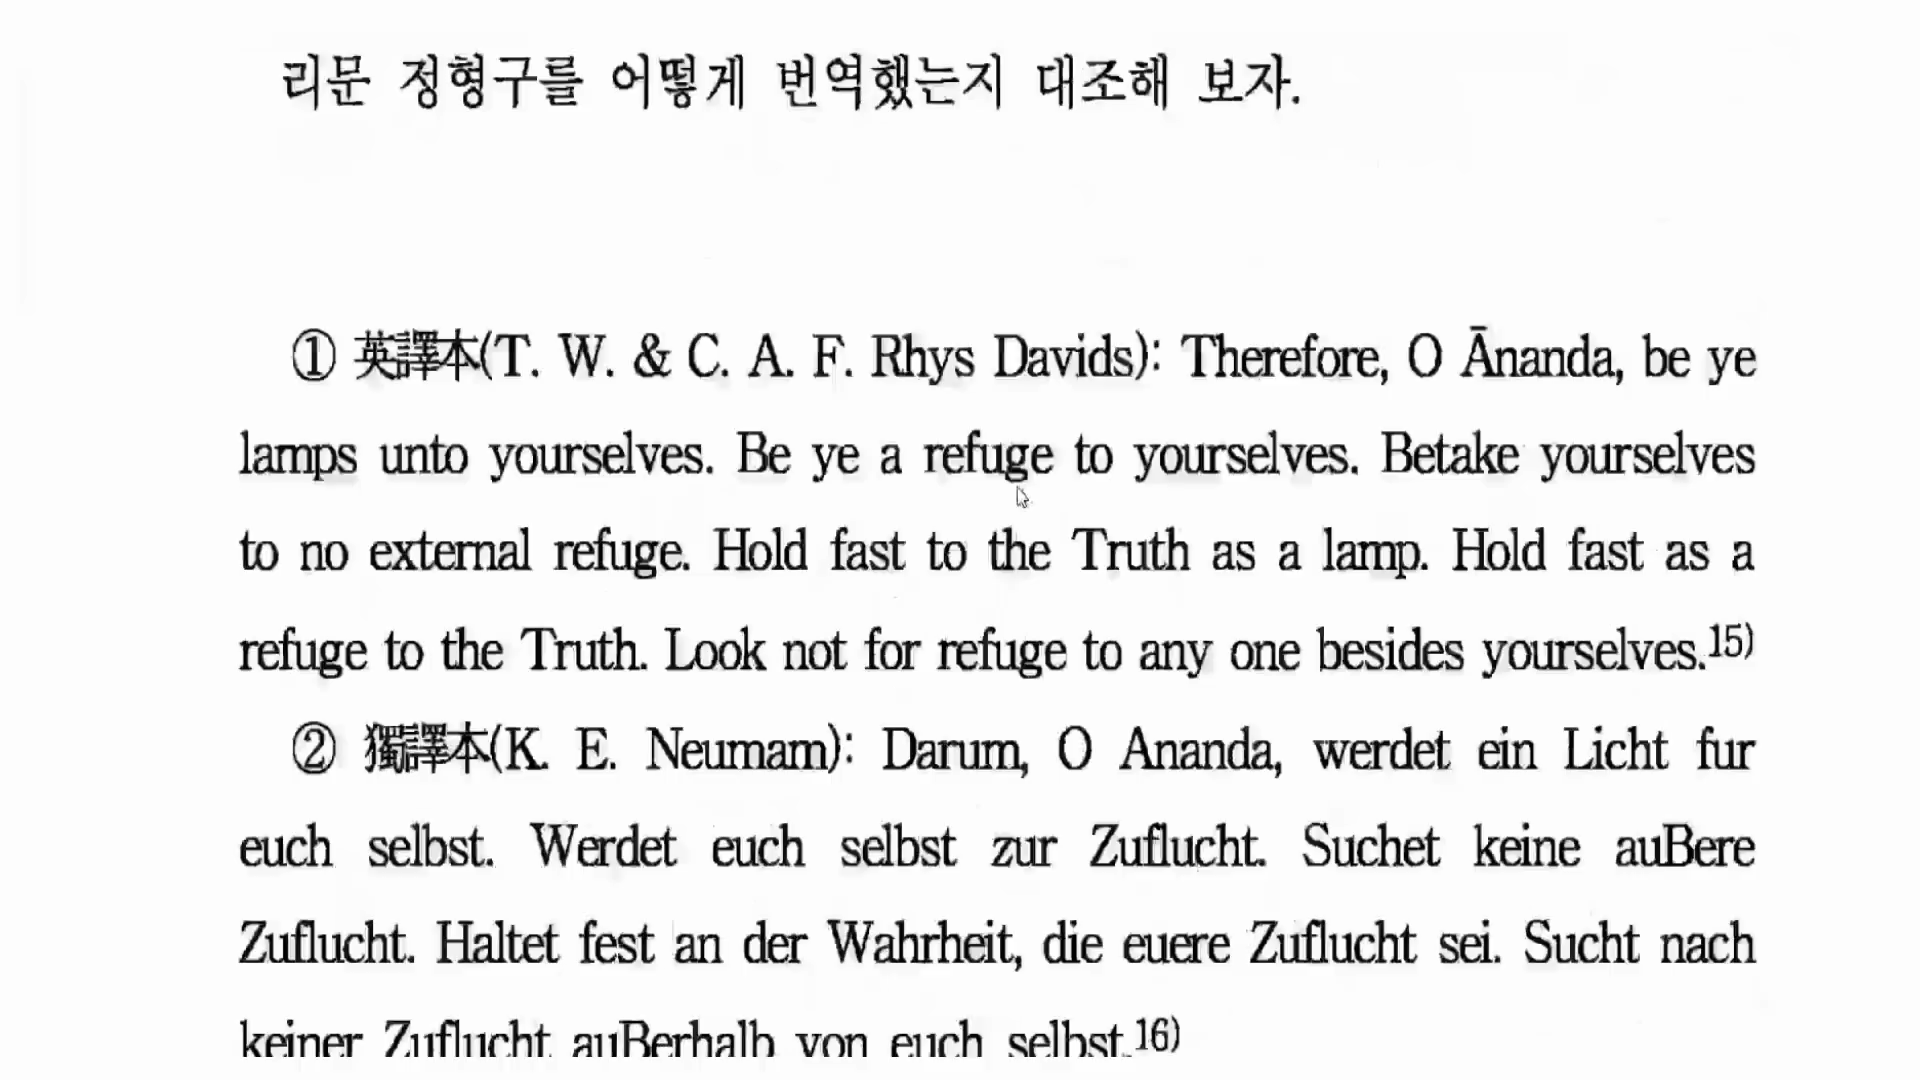 리문 정형구를 어떻게 번역했는지 대조해 보자.
① 英譯本(T. W. & C. A. F. Rhys Davids): Therefore, O Ānanda, be ye
lamps unto yourselves. Be ye a refuge to yourselves. Betake yourselves
to no external refuge. Hold fast to the Truth as a lamp. Hold fast as a
refuge to the Truth. Look not for refuge to any one besides yourselves.15)
② 獨譯本(K. E. Neumam): Darum, O Ananda, werdet ein Licht fur
euch selbst. Werdet euch selbst zur Zuflucht. Suchet keine auBere
Zuflucht. Haltet fest an der Wahrheit, die euere Zuflucht sei. Sucht nach
keiner Zuflucht auBerhalb von euch selbst.16)